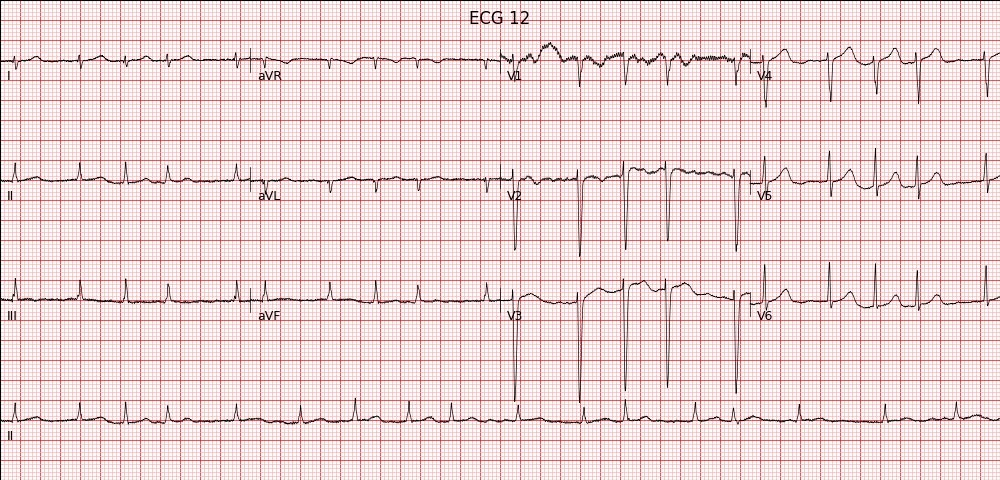 ECG 12
I aVR V1 V4
II aVL V2 V5
III aVF V3 V6
II